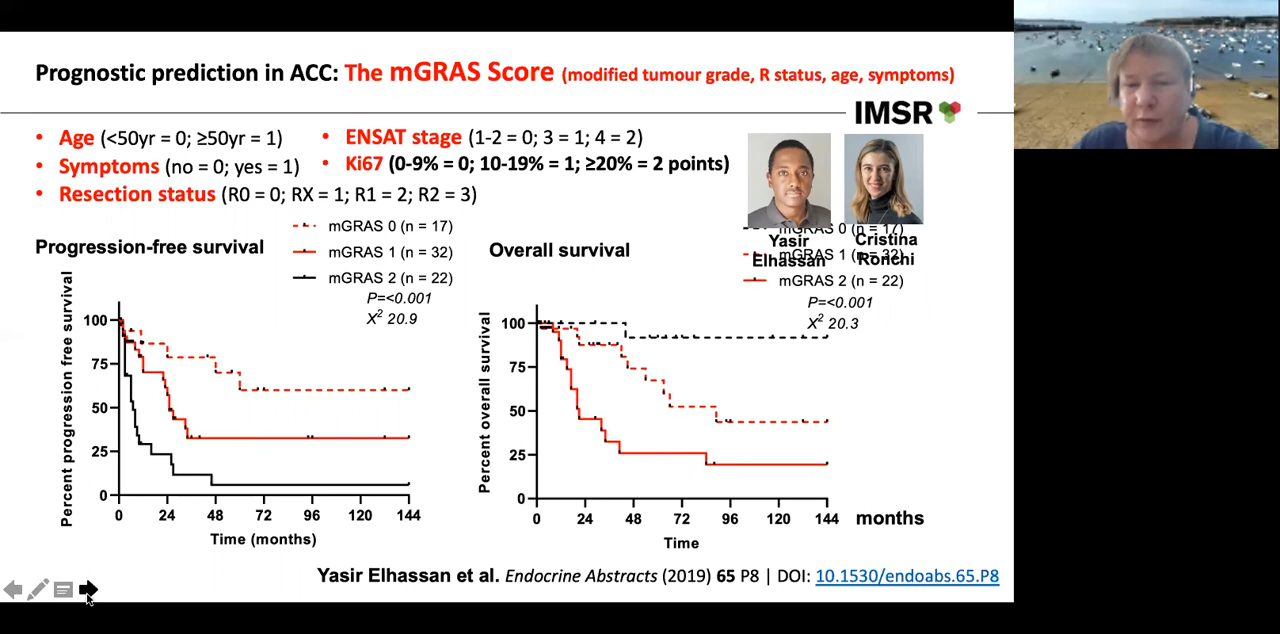 Prognostic prediction in ACC: The mGRAS Score (modified tumour grade, R status, age, symptoms)
IMSR
• Age (<50yr = 0; ≥50yr = 1)
• ENSAT stage (1-2 = 0; 3 = 1; 4 = 2)
• Symptoms (no = 0; yes = 1)
• Ki67 (0-9% = 0; 10-19% = 1; ≥20% = 2 points)
• Resection status (R0 = 0; RX = 1; R1 = 2; R2 = 3)
Yasir
Elhassan
Cristina
Ronchi
Progression-free survival
mGRAS 0 (n = 17)
mGRAS 1 (n = 32)
mGRAS 2 (n = 22)
P=<0.001
X² 20.9
Percent progression free survival
100
75
50
25
0
0 24 48 72 96 120 144
Time (months)
Overall survival
mGRAS 0 (n = 17)
mGRAS 1 (n = 32)
mGRAS 2 (n = 22)
P=<0.001
X² 20.3
Percent overall survival
100
75
50
25
0
0 24 48 72 96 120 144 months
Time
Yasir Elhassan et al. Endocrine Abstracts (2019) 65 P8 | DOI: 10.1530/endoabs.65.P8